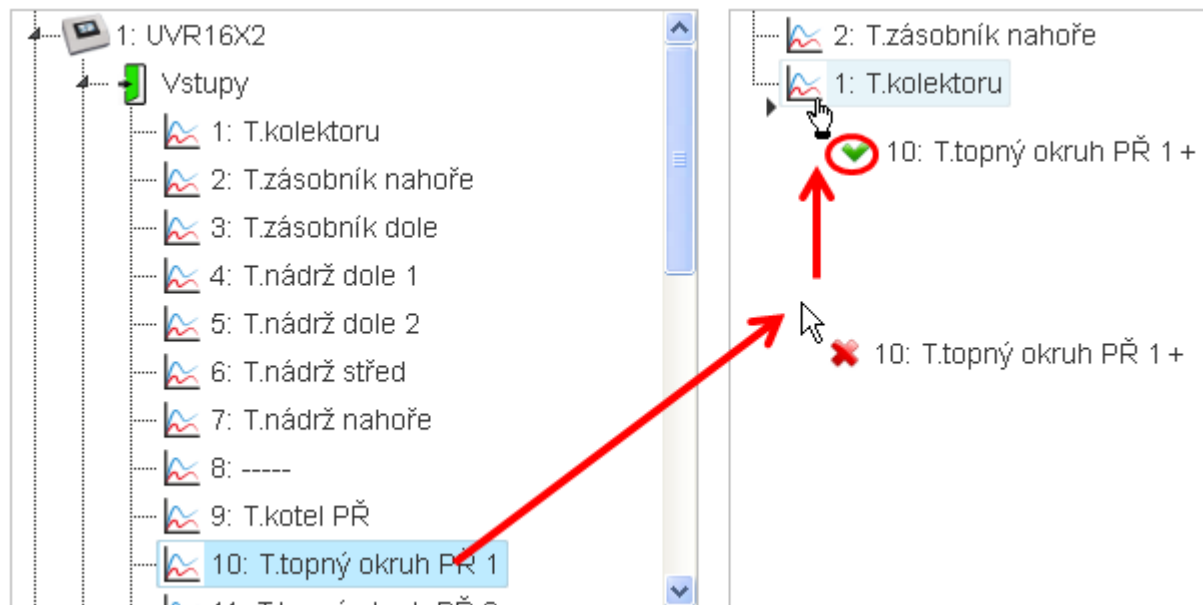 1: UVR16X2
Vstupy
1: T.kolektoru
2: T.zásobník nahoře
3: T.zásobník dole
4: T.nádrž dole 1
5: T.nádrž dole 2
6: T.nádrž střed
7: T.nádrž nahoře
8: -----
9: T.kotel PŘ
10: T.topný okruh PŘ 1
2: T.zásobník nahoře
1: T.kolektoru
10: T.topný okruh PŘ 1 +
10: T.topný okruh PŘ 1 +